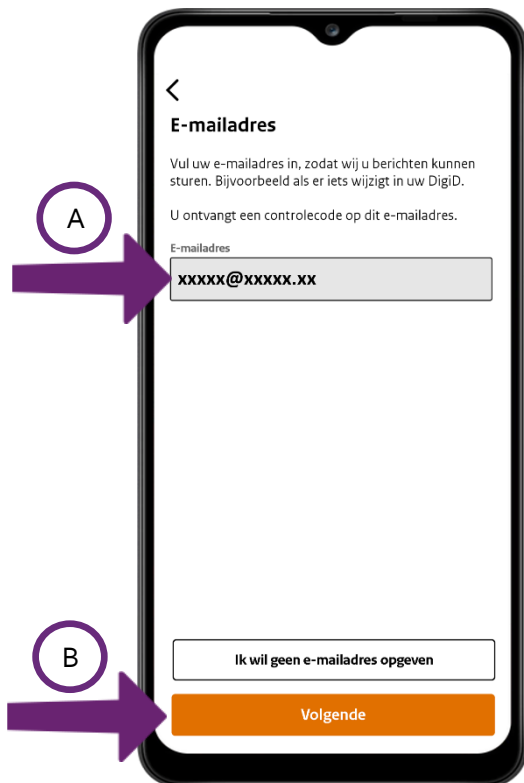 E-mailadres
Vul uw e-mailadres in, zodat wij u berichten kunnen
sturen. Bijvoorbeeld als er iets wijzigt in uw DigiD.
A
U ontvangt een controlecode op dit e-mailadres.
E-mailadres
xxxxx@xxxxx.xx
B
Ik wil geen e-mailadres opgeven
Volgende